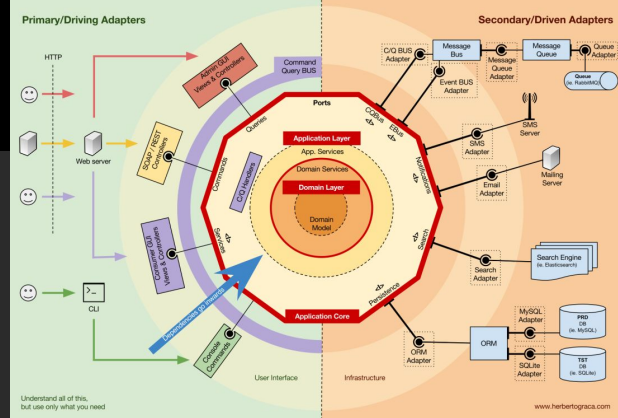 Primary/Driving Adapters
Secondary/Driven Adapters
HTTP
Web server
CLI
>_
Admin GUI
Views & Controllers
SOAP / REST
Controllers
Consumer GUI
Views & Controllers
Console
Commands
Command
Query BUS
Ports
Queries
Commands
Services
C/Q Handlers
Application Layer
App. Services
Domain Services
Domain Layer
Domain
Model
Application Core
Dependencies go inwards
CQBus
EBus
Notifications
Search
Persistence
</>
</>
</>
</>
</>
</>
C/Q BUS
Adapter
Message
Bus
Event BUS
Adapter
Message
Queue
Adapter
Message
Queue
Queue
Adapter
Queue
(ie. RabbitMQ)
SMS
Adapter
SMS
Server
Email
Adapter
Mailing
Server
Search
Adapter
Search Engine
(ie. Elasticsearch)
ORM
Adapter
ORM
MySQL
Adapter
PRD
DB
(ie. MySQL)
SQLite
Adapter
TST
DB
(ie. SQLite)
User Interface
Infrastructure
Understand all of this,
but use only what you need
www.herbertograca.com